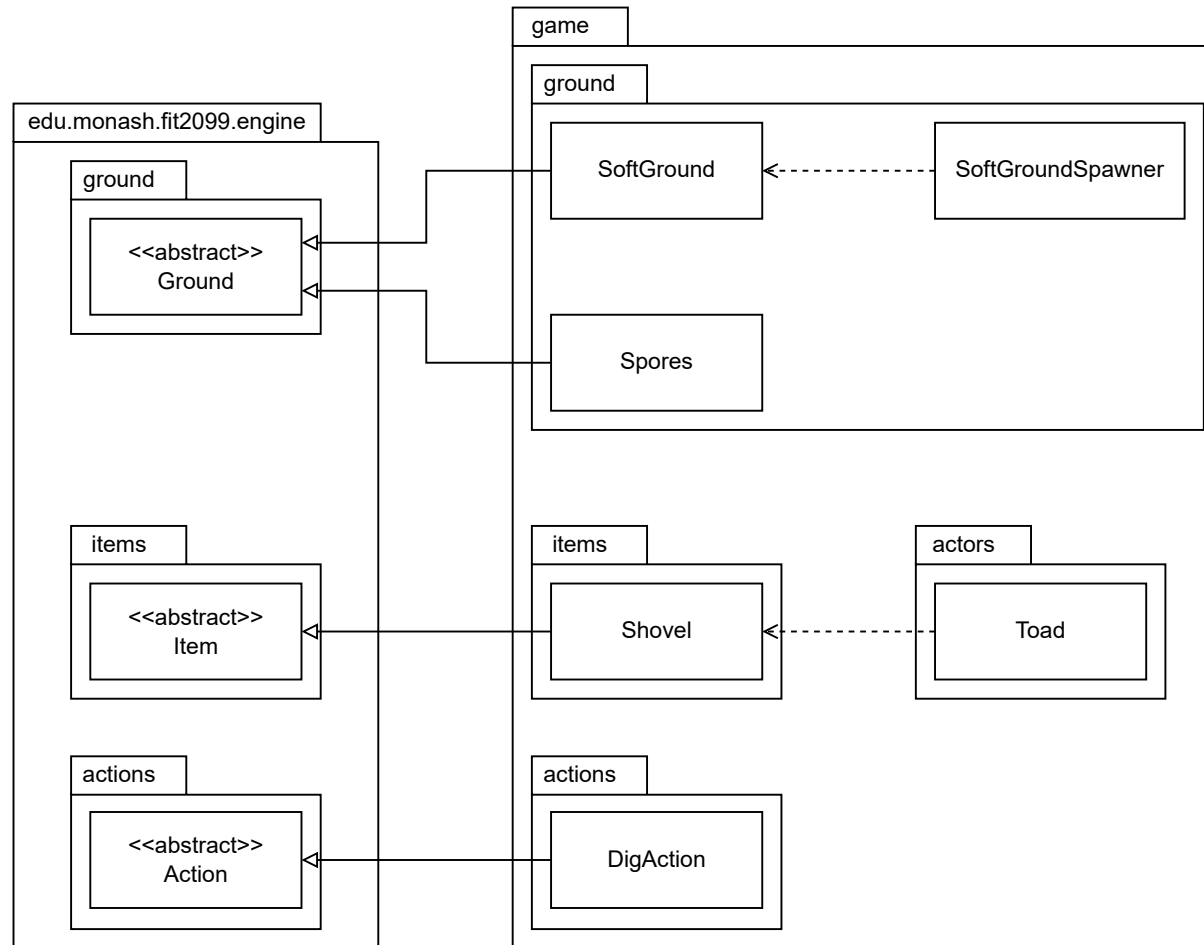 game
ground
edu.monash.fit2099.engine
ground
SoftGround
SoftGroundSpawner
<<abstract>>
Ground
Spores
items
items
actors
<<abstract>>
Item
Shovel
Toad
actions
actions
<<abstract>>
Action
DigAction